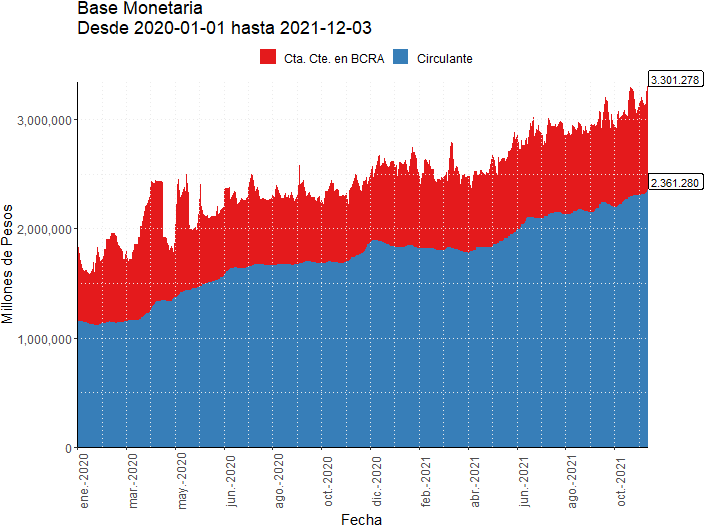 Base Monetaria
Desde 2020-01-01 hasta 2021-12-03
Cta. Cte. en BCRA
Circulante
3.301.278
3,000,000
2.361.280
2,000,000
1,000,000
0
Millones de Pesos
ene.-2020
mar.-2020
may.-2020
jun.-2020
ago.-2020
oct.-2020
dic.-2020
feb.-2021
abr.-2021
jun.-2021
ago.-2021
oct.-2021
Fecha